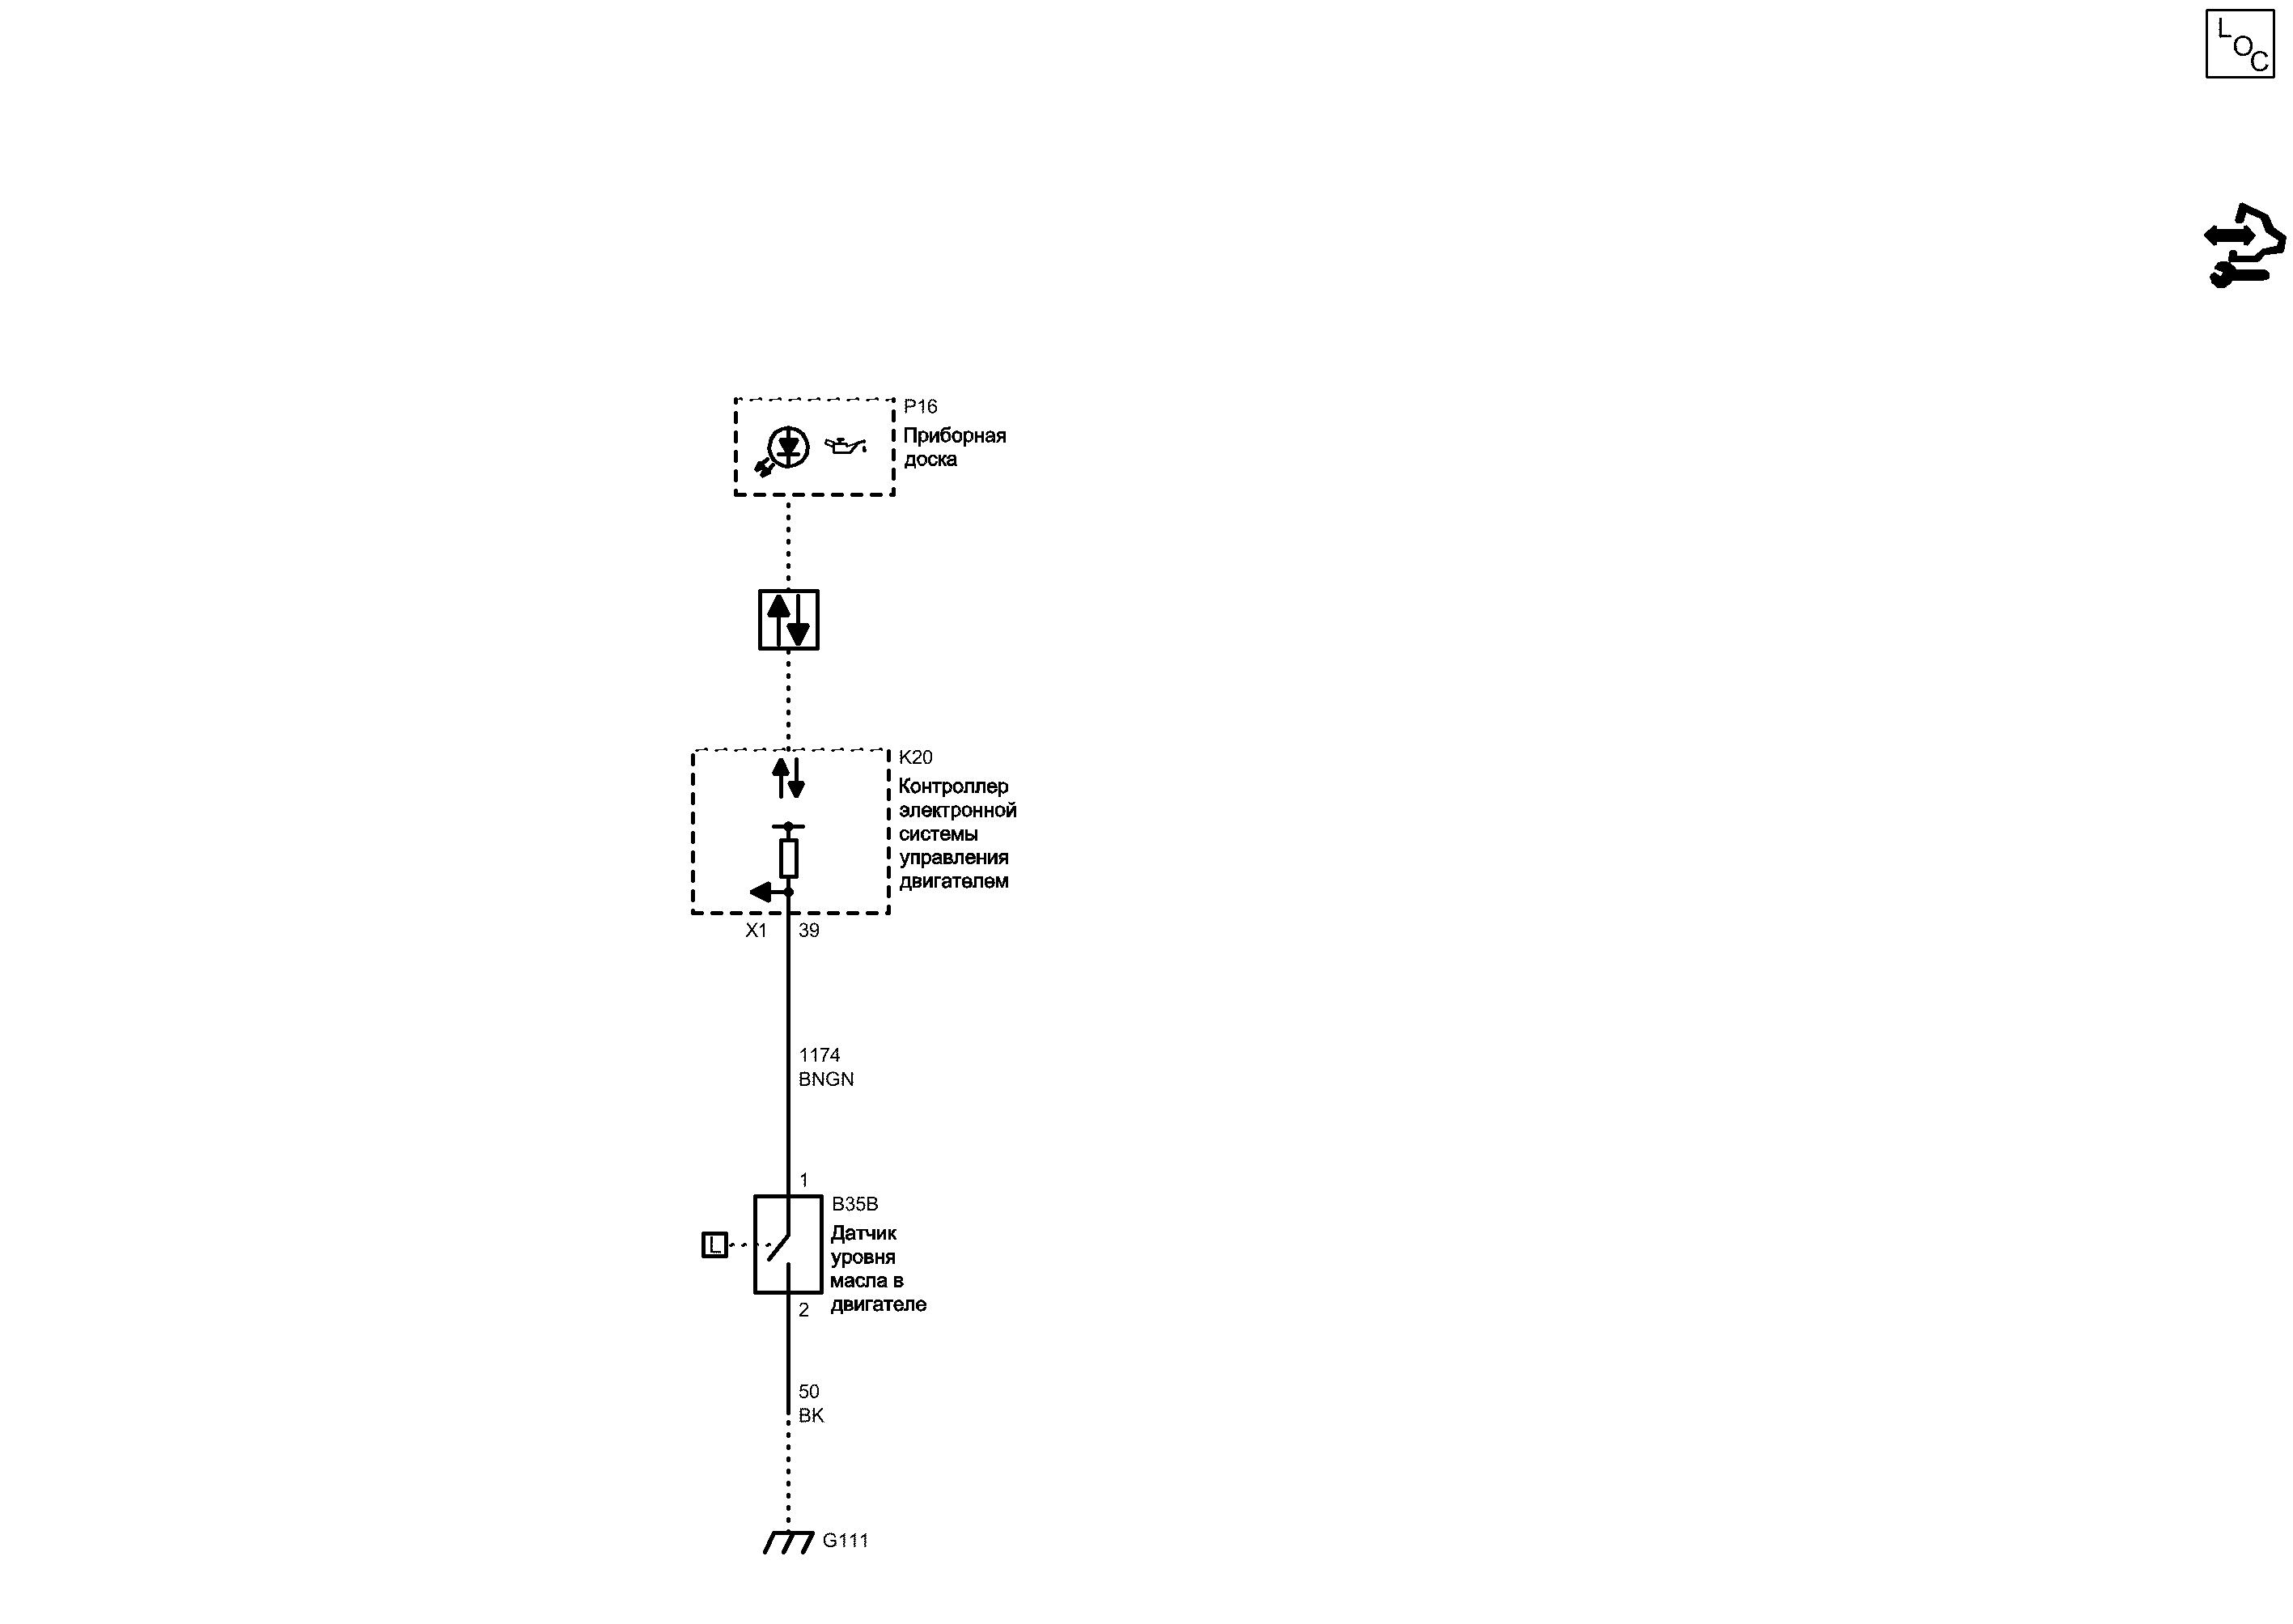 L
O
C
P16
Приборная
доска
K20
Контроллер
электронной
системы
управления
двигателем
X1 39
1174
BNGN
1
B35B
Датчик
уровня
масла в
двигателе
L
2
50
BK
G111